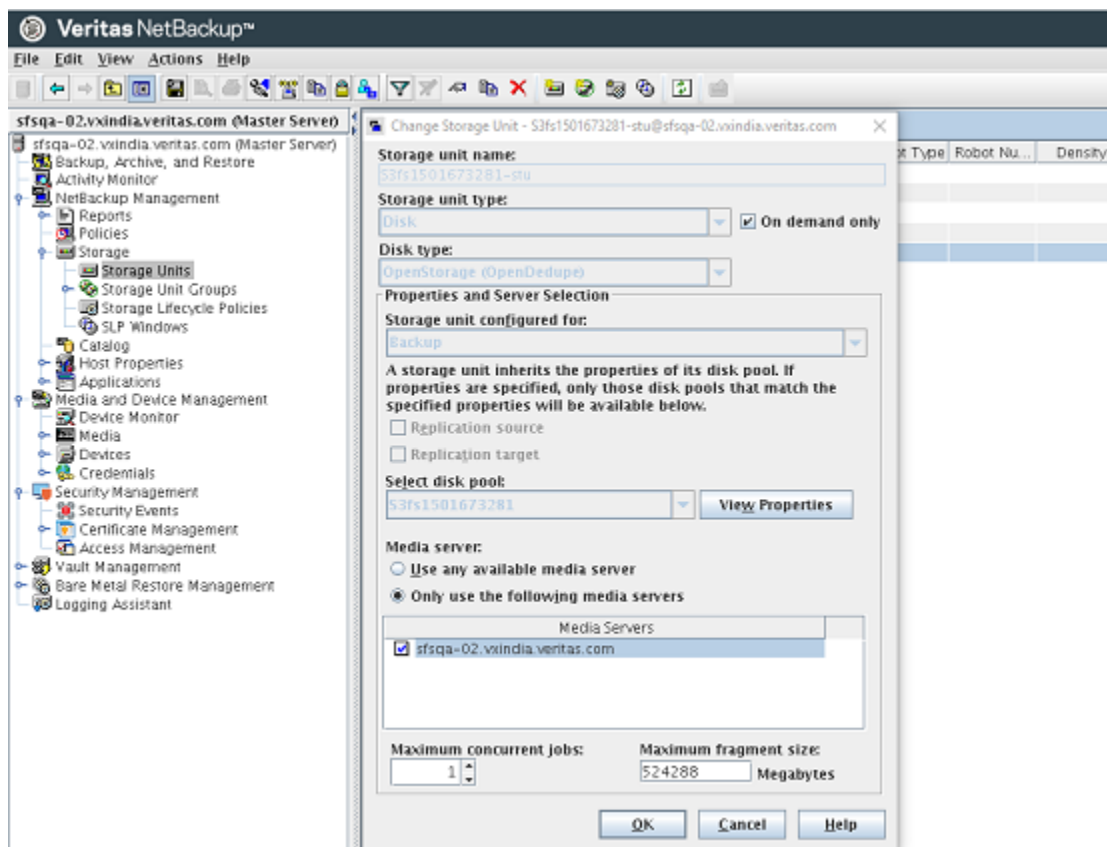 Veritas NetBackup™
File Edit View Actions Help
sfsqa-02.vxindia.veritas.com (Master Server)
sfsqa-02.vxindia.veritas.com (Master Server)
Backup, Archive, and Restore
Activity Monitor
NetBackup Management
Reports
Policies
Storage
Storage Units
Storage Unit Groups
Storage Lifecycle Policies
SLP Windows
Catalog
Host Properties
Applications
Media and Device Management
Device Monitor
Media
Devices
Credentials
Security Management
Security Events
Certificate Management
Access Management
Vault Management
Bare Metal Restore Management
Logging Assistant
Change Storage Unit - S3fs1501673281-stu@sfsqa-02.vxindia.veritas.com
Storage unit name:
S3fs1501673281-stu
Storage unit type:
Disk
On demand only
Disk type:
OpenStorage (OpenDedupe)
Properties and Server Selection
Storage unit configured for:
Backup
A storage unit inherits the properties of its disk pool. If
properties are specified, only those disk pools that match the
specified properties will be available below.
Replication source
Replication target
Select disk pool:
S3fs1501673281
View Properties
Media server:
Use any available media server
Only use the following media servers
Media Servers
sfsqa-02.vxindia.veritas.com
Maximum concurrent jobs:
1
Maximum fragment size:
524288 Megabytes
OK Cancel Help
Type Robot Nu... Density